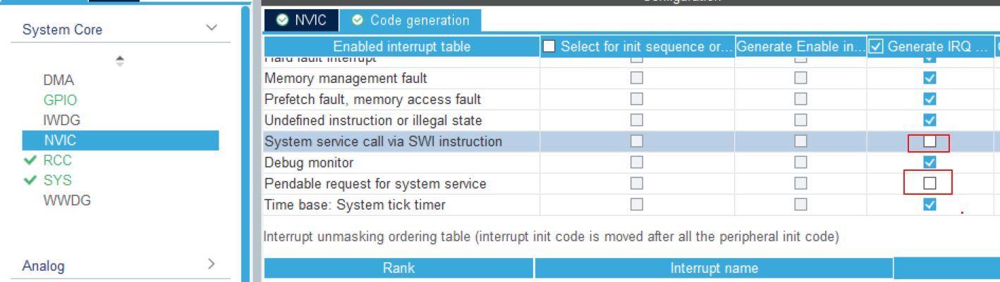 Configuration
System Core
DMA
GPIO
IWDG
NVIC
RCC
SYS
WWDG
Analog
NVIC
Code generation
Enabled interrupt table
Select for init sequence or...
Generate Enable in...
Generate IRQ ...
Hard fault interrupt
Memory management fault
Prefetch fault, memory access fault
Undefined instruction or illegal state
System service call via SWI instruction
Debug monitor
Pendable request for system service
Time base: System tick timer
Interrupt unmasking ordering table (interrupt init code is moved after all the peripheral init code)
Rank
Interrupt name